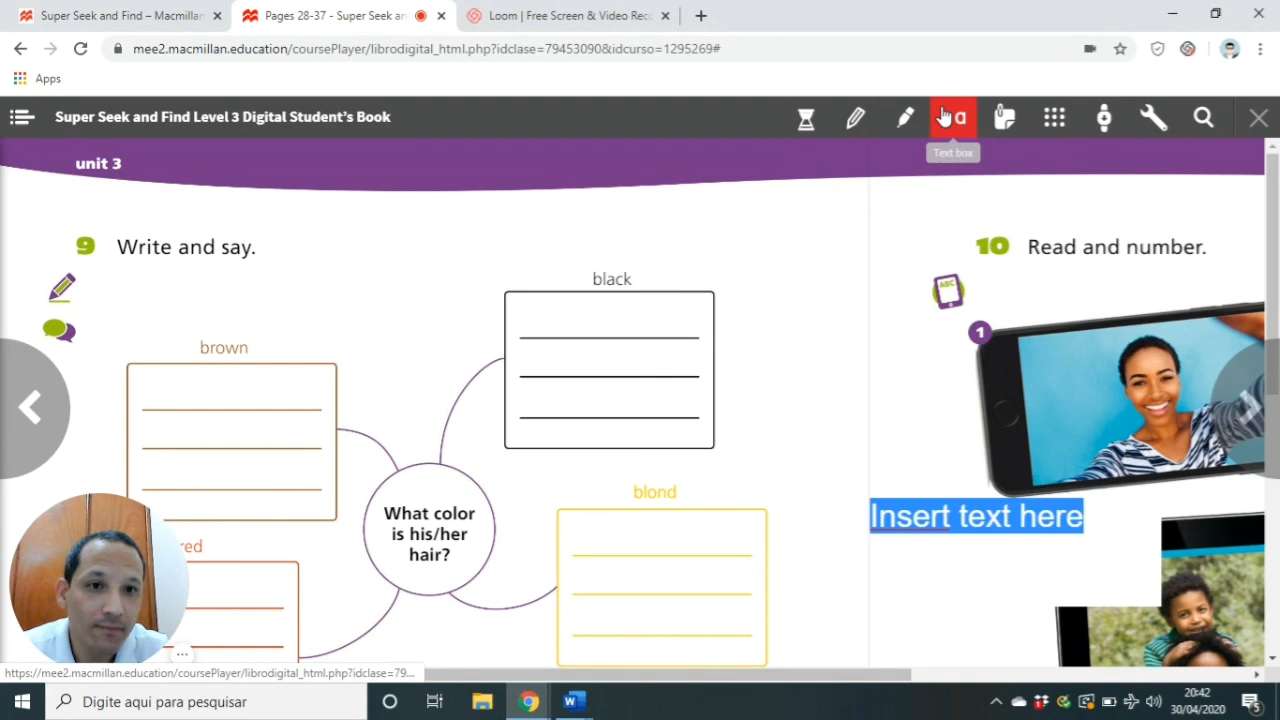 Super Seek and Find – Macmillan
Pages 28-37 - Super Seek an
Loom | Free Screen & Video Rec
mee2.macmillan.education/coursePlayer/librodigital_html.php?idclase=79453090&idcurso=1295269#
Apps
Super Seek and Find Level 3 Digital Student's Book
a
Text box
unit 3
9 Write and say.
10 Read and number.
black
ABC
1
brown
blond
What color
is his/her
hair?
Insert text here
red
https://mee2.macmillan.education/coursePlayer/librodigital_html.php?idclase=79...
Digite aqui para pesquisar
20:42
30/04/2020
5